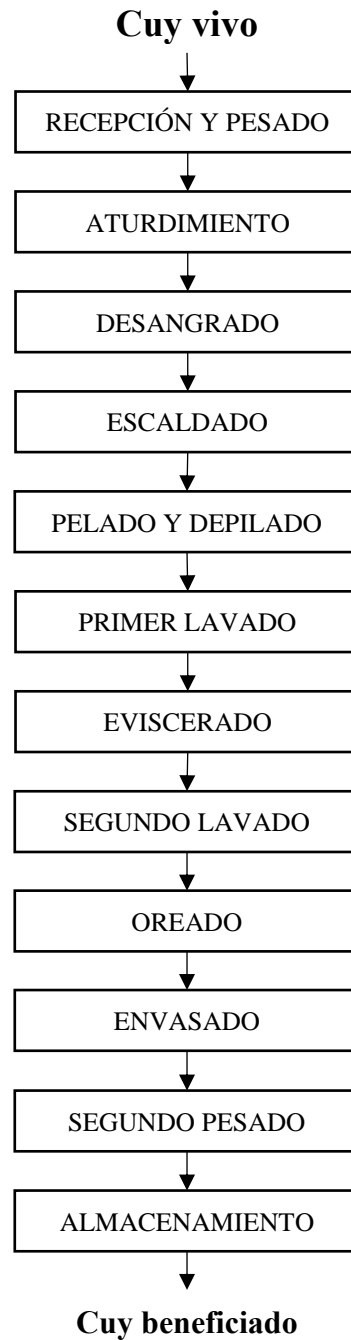 Cuy vivo
RECEPCIÓN Y PESADO
ATURDIMIENTO
DESANGRADO
ESCALDADO
PELADO Y DEPILADO
PRIMER LAVADO
EVISCERADO
SEGUNDO LAVADO
OREADO
ENVASADO
SEGUNDO PESADO
ALMACENAMIENTO
Cuy beneficiado